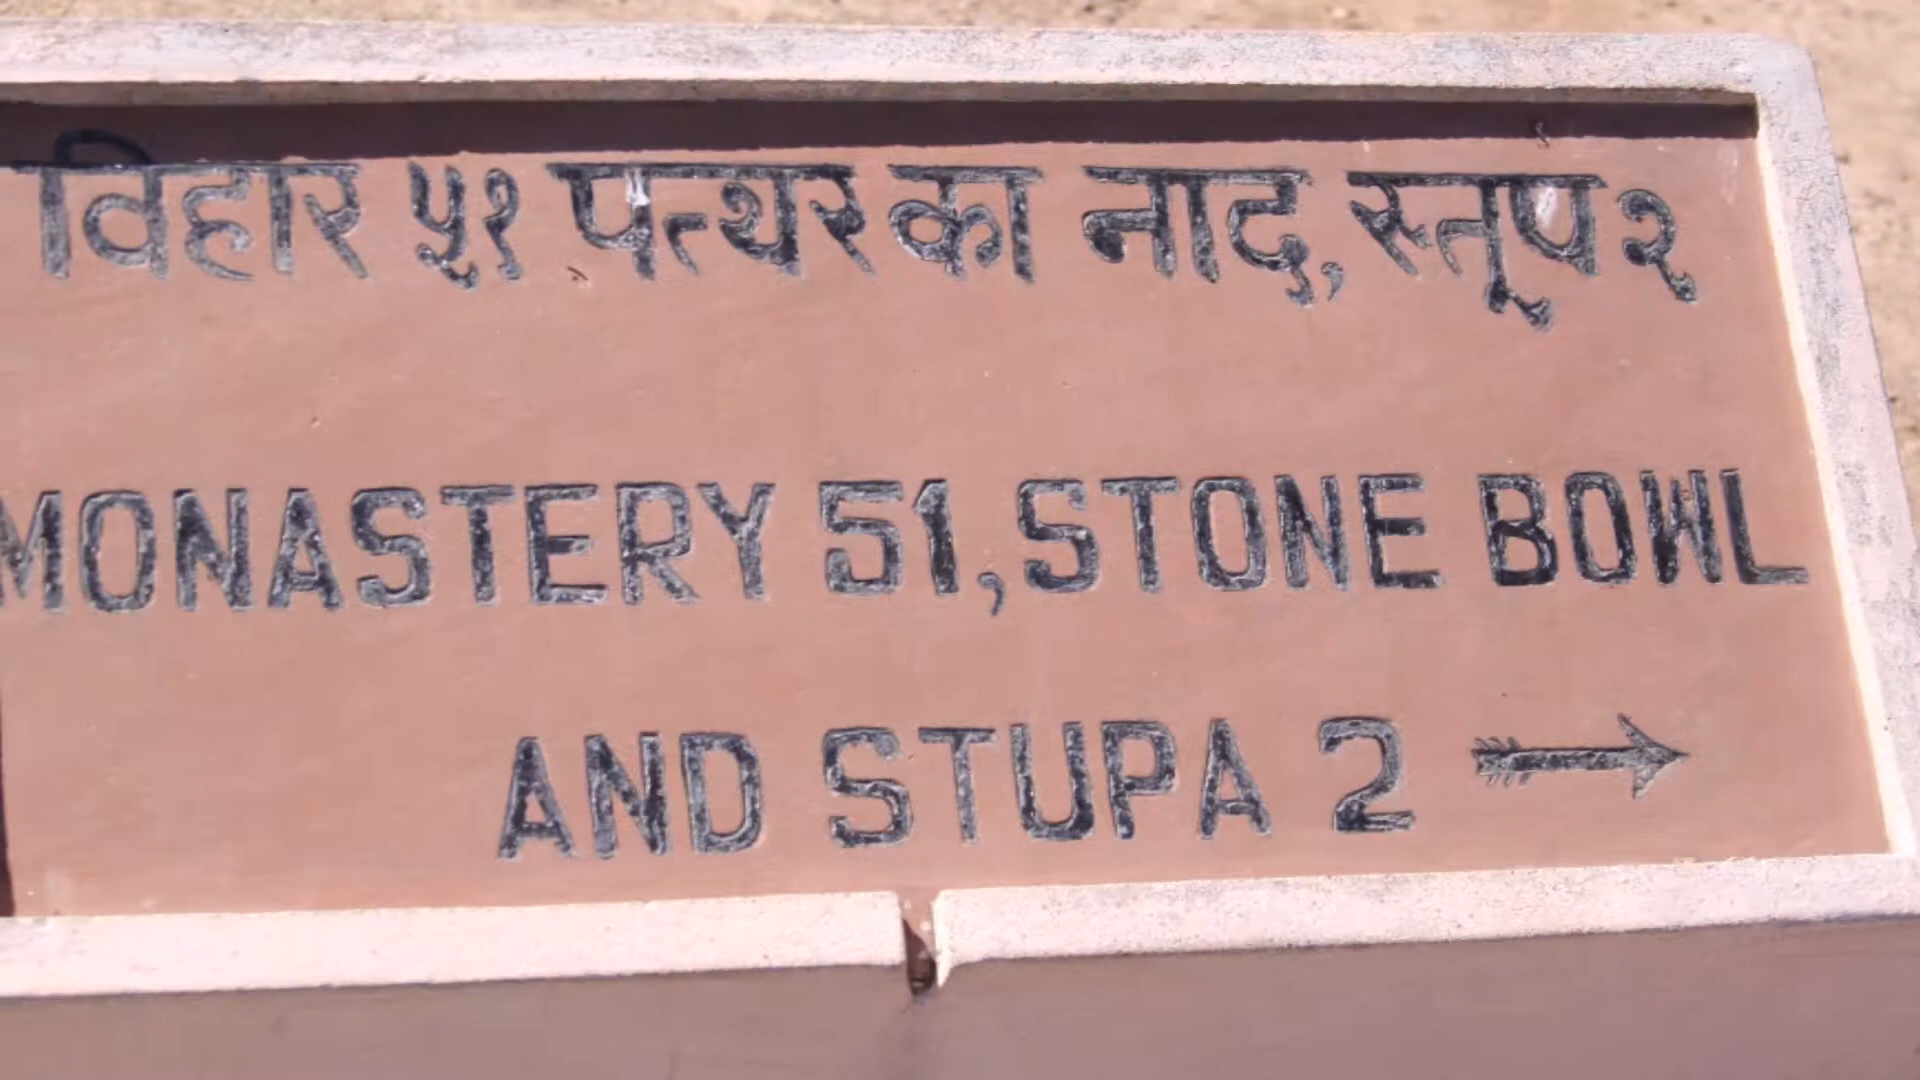 विहार ५१ पत्थर का नाद, स्तूप २
MONASTERY 51, STONE BOWL
AND STUPA 2